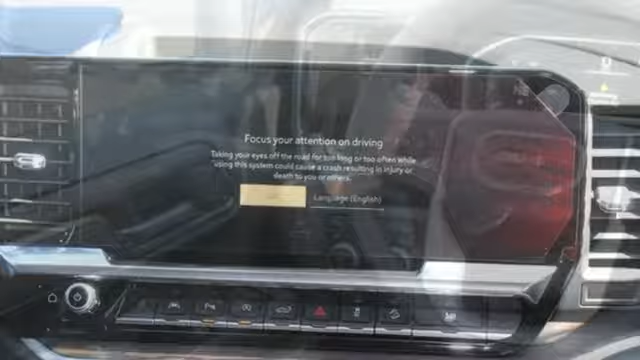 Focus your attention on driving
Taking your eyes off the road for too long or too often while
using this system could cause a crash resulting in injury or
death to you or others.
Language (English)